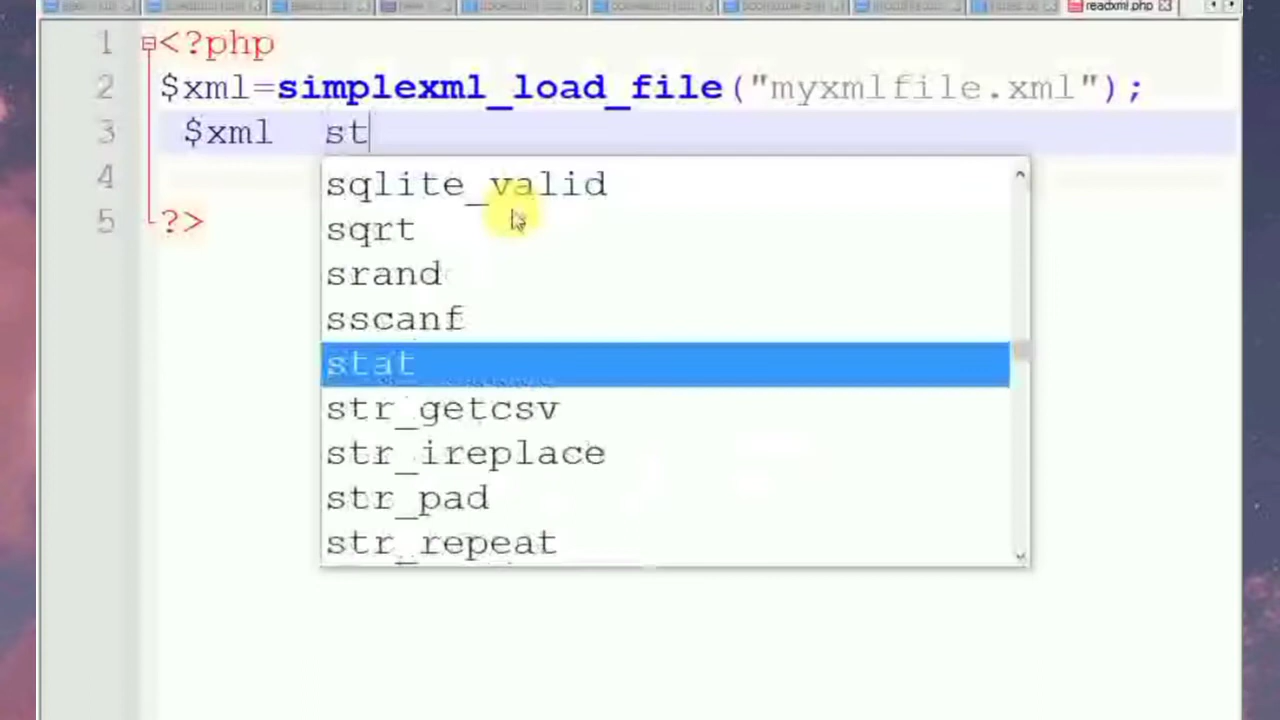 readxml.php
1 <?php
2 $xml=simplexml_load_file("myxmlfile.xml");
3 $xml st
4
5 ?>
sqlite_valid
sqrt
srand
sscanf
stat
str_getcsv
str_ireplace
str_pad
str_repeat